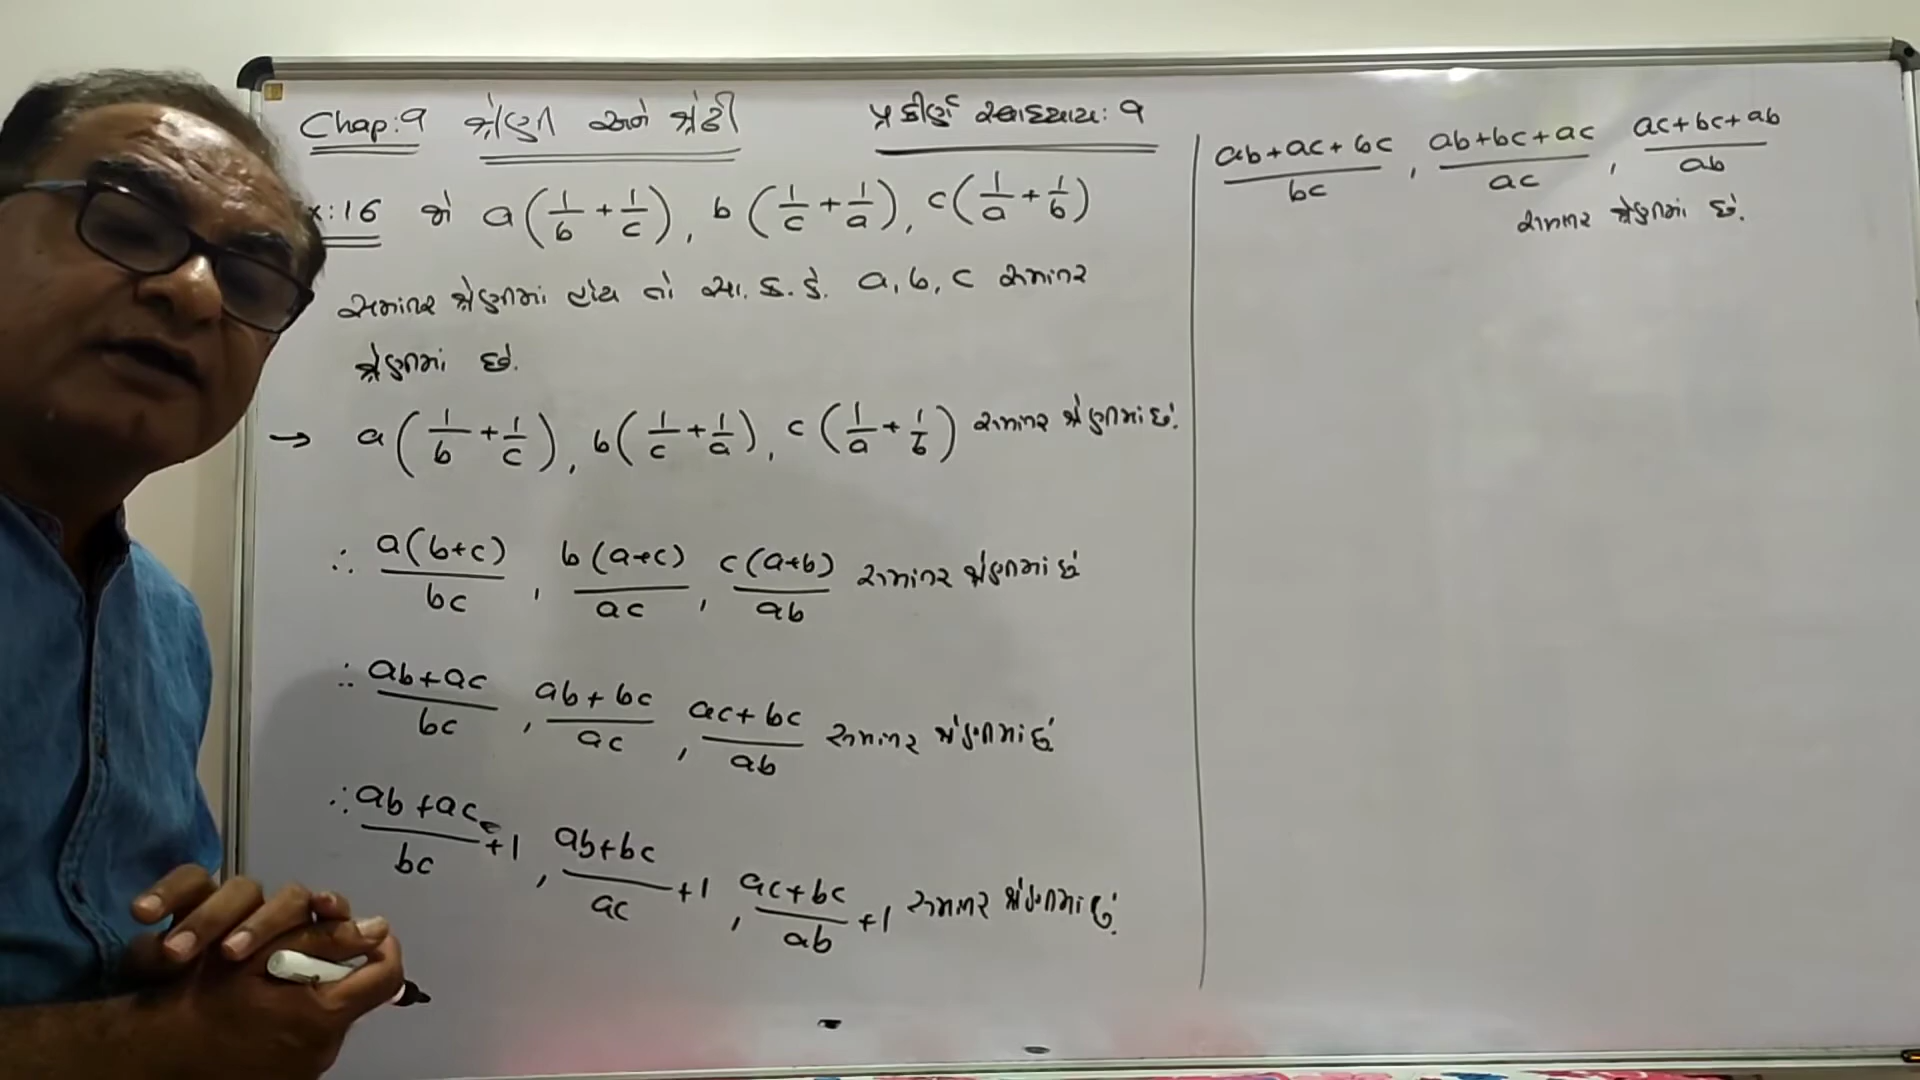 Chap:9 શ્રેણી અને શ્રેઢી પ્રકીર્ણ સ્વાધ્યાય: 9
x:16 જો a(1/b + 1/c), b(1/c + 1/a), c(1/a + 1/b)
સમાંતર શ્રેણીમાં હોય તો સા. ક. કે. a, b, c સમાંતર
શ્રેણીમાં છે.
→ a(1/b + 1/c), b(1/c + 1/a), c(1/a + 1/b) સમાંતર શ્રેણીમાં છે.
∴ a(b+c)/bc, b(a+c)/ac, c(a+b)/ab સમાંતર શ્રેણીમાં છે
∴ ab+ac/bc, ab+bc/ac, ac+bc/ab સમાંતર શ્રેણીમાં છે
∴ ab+ac/bc +1, ab+bc/ac +1, ac+bc/ab +1 સમાંતર શ્રેણીમાં છે.
ab+ac+bc/bc, ab+bc+ac/ac, ac+bc+ab/ab
સમાંતર શ્રેણીમાં છે.